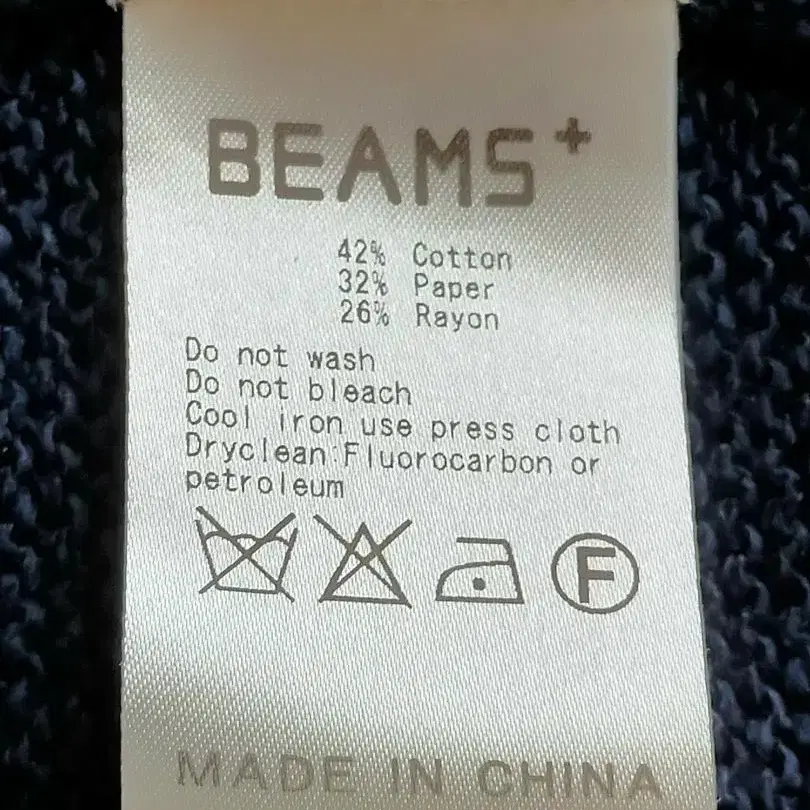 BEAMS+
42% Cotton
32% Paper
26% Rayon
Do not wash
Do not bleach
Cool iron use press cloth
Dryclean·Fluorocarbon or
petroleum
F
MADE IN CHINA